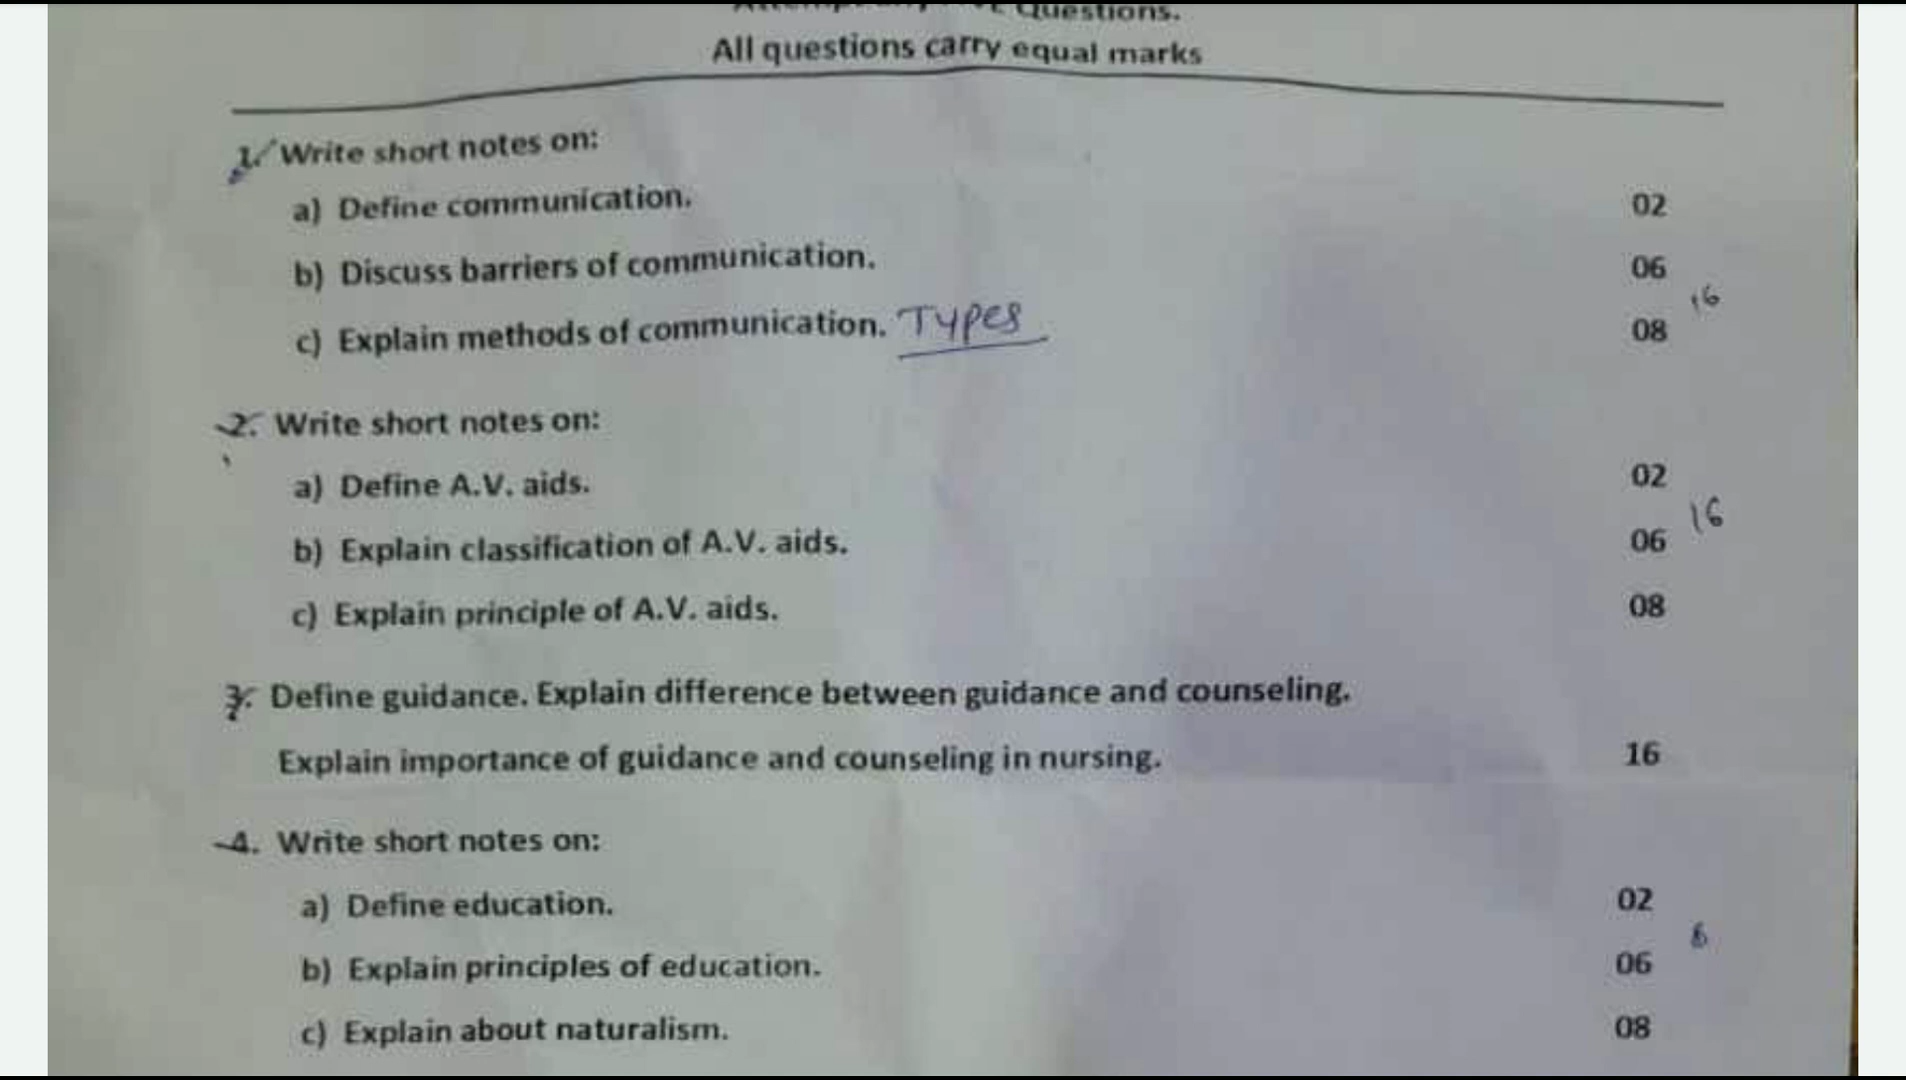 Questions.
All questions carry equal marks
1. Write short notes on:
a) Define communication. 02
b) Discuss barriers of communication. 06
16
c) Explain methods of communication. Types 08
2. Write short notes on:
a) Define A.V. aids. 02
16
b) Explain classification of A.V. aids. 06
c) Explain principle of A.V. aids. 08
3. Define guidance. Explain difference between guidance and counseling.
Explain importance of guidance and counseling in nursing. 16
4. Write short notes on:
a) Define education. 02
b) Explain principles of education. 06
c) Explain about naturalism. 08